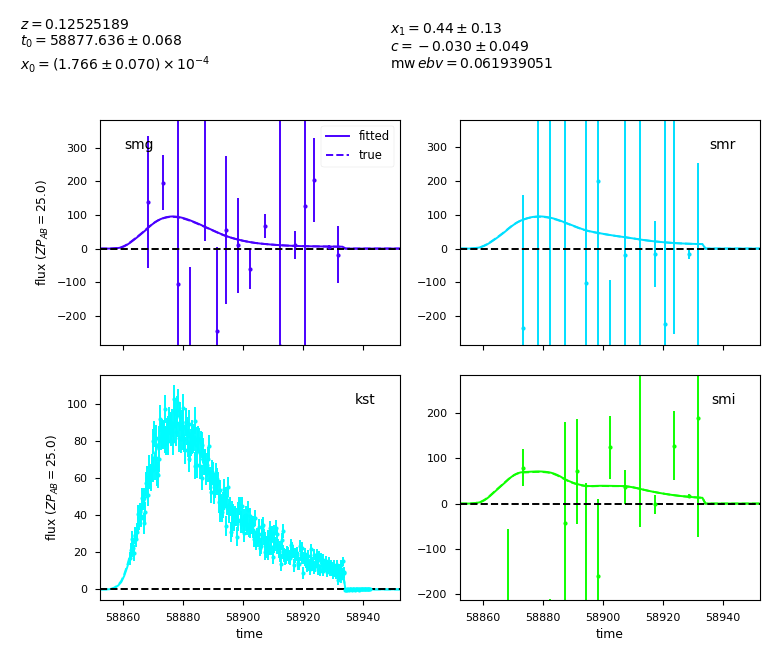 z = 0.12525189
t₀ = 58877.636 ± 0.068
x₀ = (1.766 ± 0.070) × 10⁻⁴
x₁ = 0.44 ± 0.13
c = −0.030 ± 0.049
mw ebv = 0.061939051
smg
fitted
true
300
200
100
0
−100
−200
flux (ZP_AB = 25.0)
smr
300
200
100
0
−100
−200
kst
100
80
60
40
20
0
flux (ZP_AB = 25.0)
58860 58880 58900 58920 58940
time
smi
200
100
0
−100
−200
58860 58880 58900 58920 58940
time